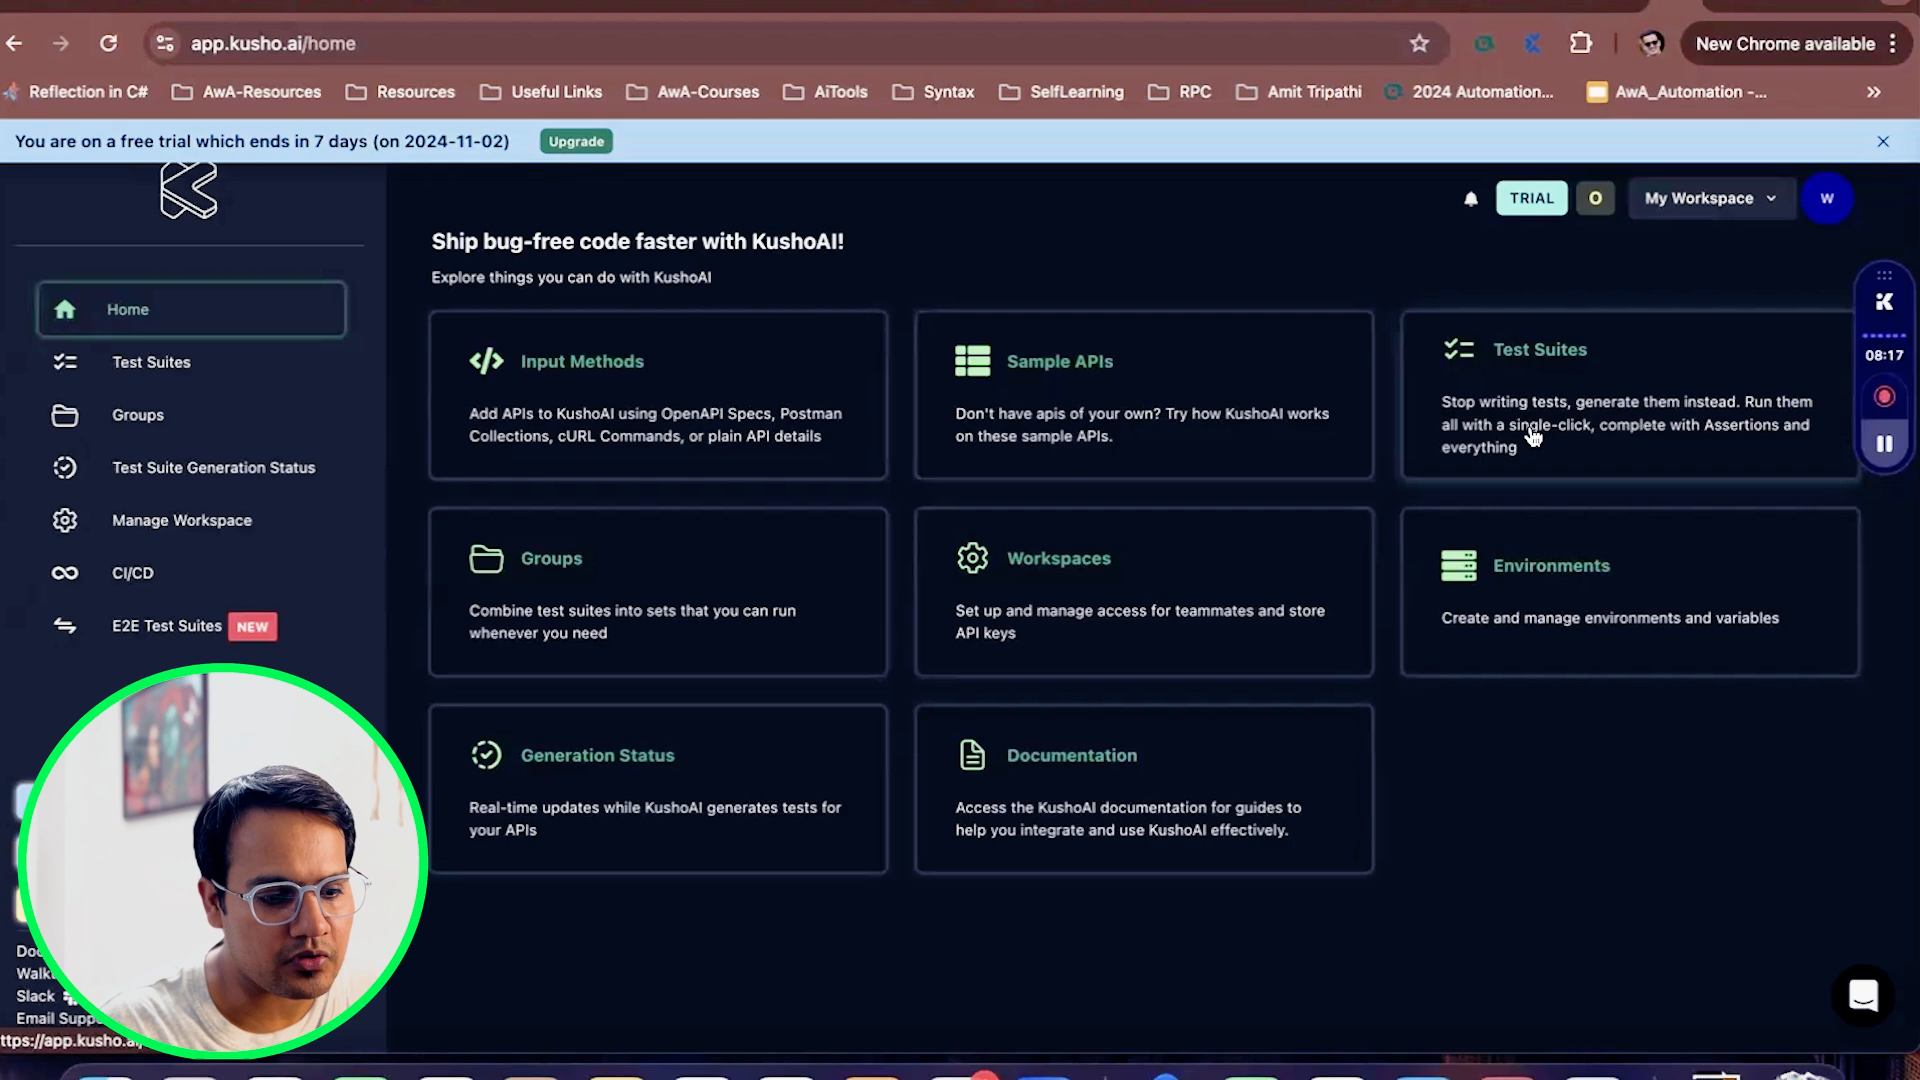 app.kusho.ai/home
New Chrome available
Reflection in C#
AwA-Resources
Resources
Useful Links
AwA-Courses
AiTools
Syntax
SelfLearning
RPC
Amit Tripathi
2024 Automation...
AwA_Automation -...
You are on a free trial which ends in 7 days (on 2024-11-02)
Upgrade
TRIAL
O
My Workspace
W
Ship bug-free code faster with KushoAI!
Explore things you can do with KushoAI
Home
Test Suites
Groups
Test Suite Generation Status
Manage Workspace
CI/CD
E2E Test Suites NEW
Input Methods
Add APIs to KushoAI using OpenAPI Specs, Postman
Collections, cURL Commands, or plain API details
Sample APIs
Don't have apis of your own? Try how KushoAI works
on these sample APIs.
Test Suites
Stop writing tests, generate them instead. Run them
all with a single-click, complete with Assertions and
everything
08:17
Groups
Combine test suites into sets that you can run
whenever you need
Workspaces
Set up and manage access for teammates and store
API keys
Environments
Create and manage environments and variables
Generation Status
Real-time updates while KushoAI generates tests for
your APIs
Documentation
Access the KushoAI documentation for guides to
help you integrate and use KushoAI effectively.
Slack
Email Suppo
ttps://app.kusho.ai/